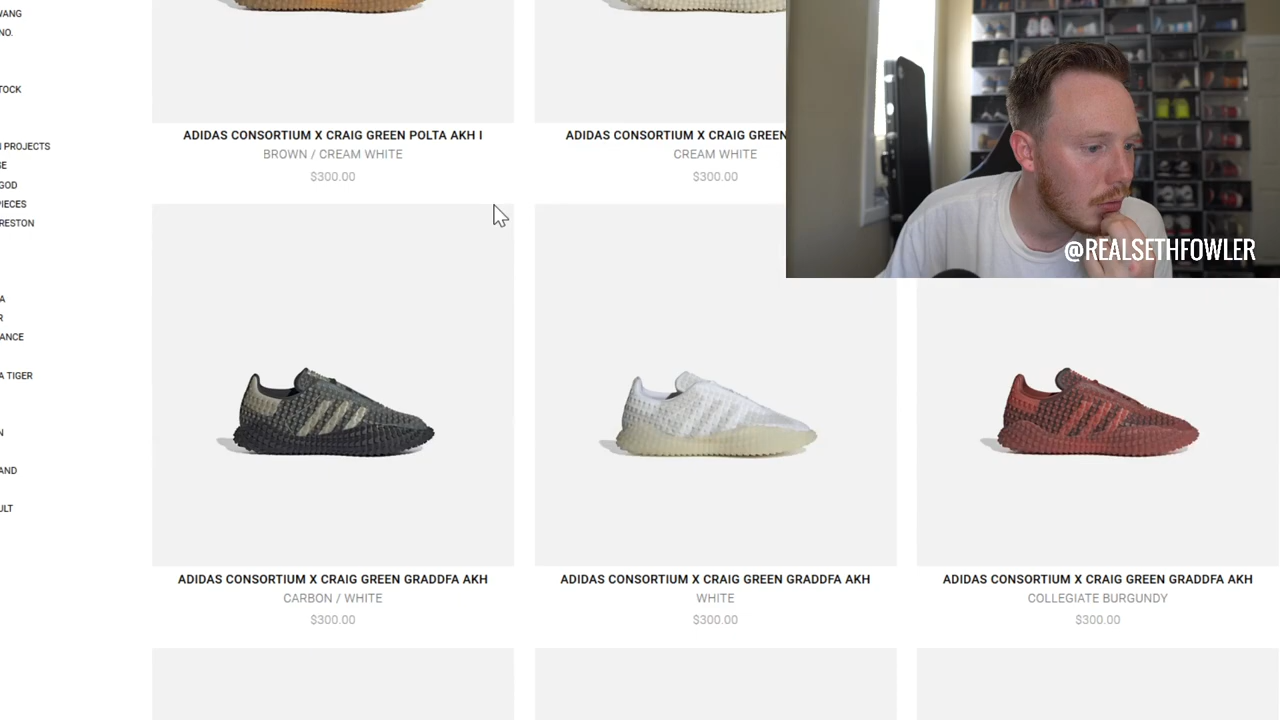 WANG
NO.
TOCK
N PROJECTS
SE
GOD
PIECES
RESTON
A
R
ANCE
A TIGER
N
AND
ULT
ADIDAS CONSORTIUM X CRAIG GREEN POLTA AKH I
BROWN / CREAM WHITE
$300.00
ADIDAS CONSORTIUM X CRAIG GREEN
CREAM WHITE
$300.00
@REALSETHFOWLER
ADIDAS CONSORTIUM X CRAIG GREEN GRADDFA AKH
CARBON / WHITE
$300.00
ADIDAS CONSORTIUM X CRAIG GREEN GRADDFA AKH
WHITE
$300.00
ADIDAS CONSORTIUM X CRAIG GREEN GRADDFA AKH
COLLEGIATE BURGUNDY
$300.00